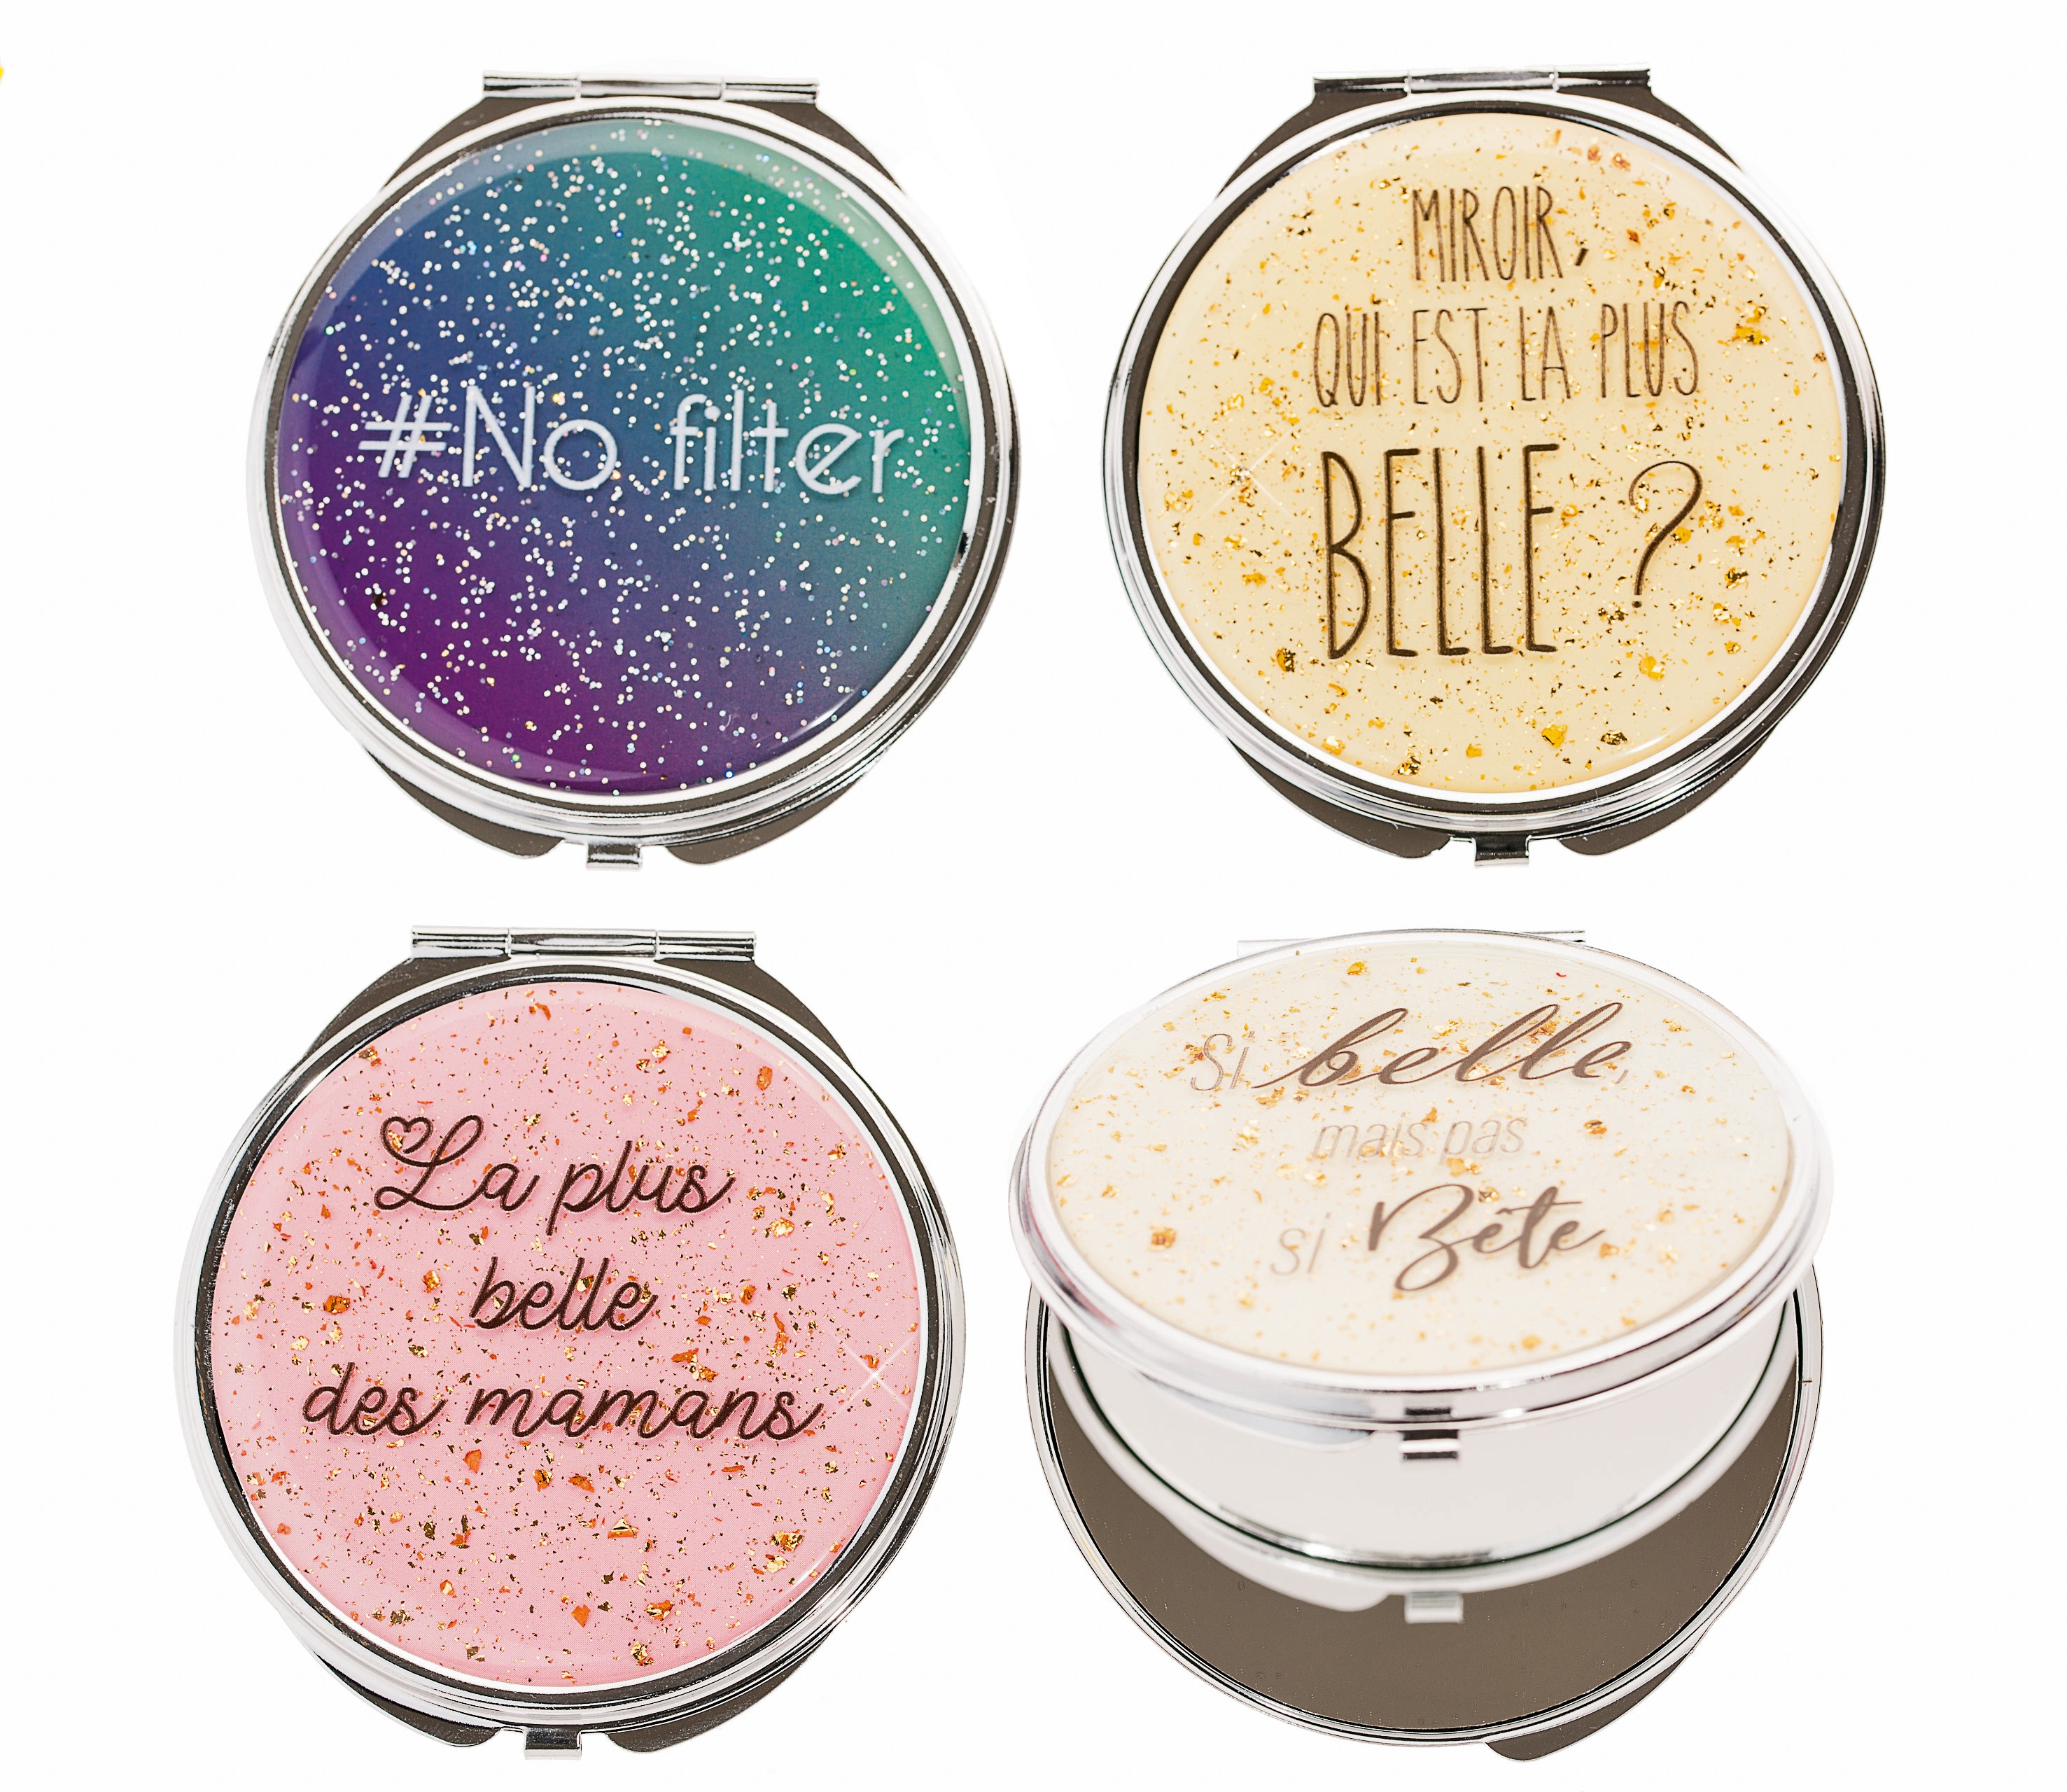 #No filter
MIROIR,
QUI EST LA PLUS
BELLE ?
La plus
belle
des mamans
Si belle,
mais pas
si Bête